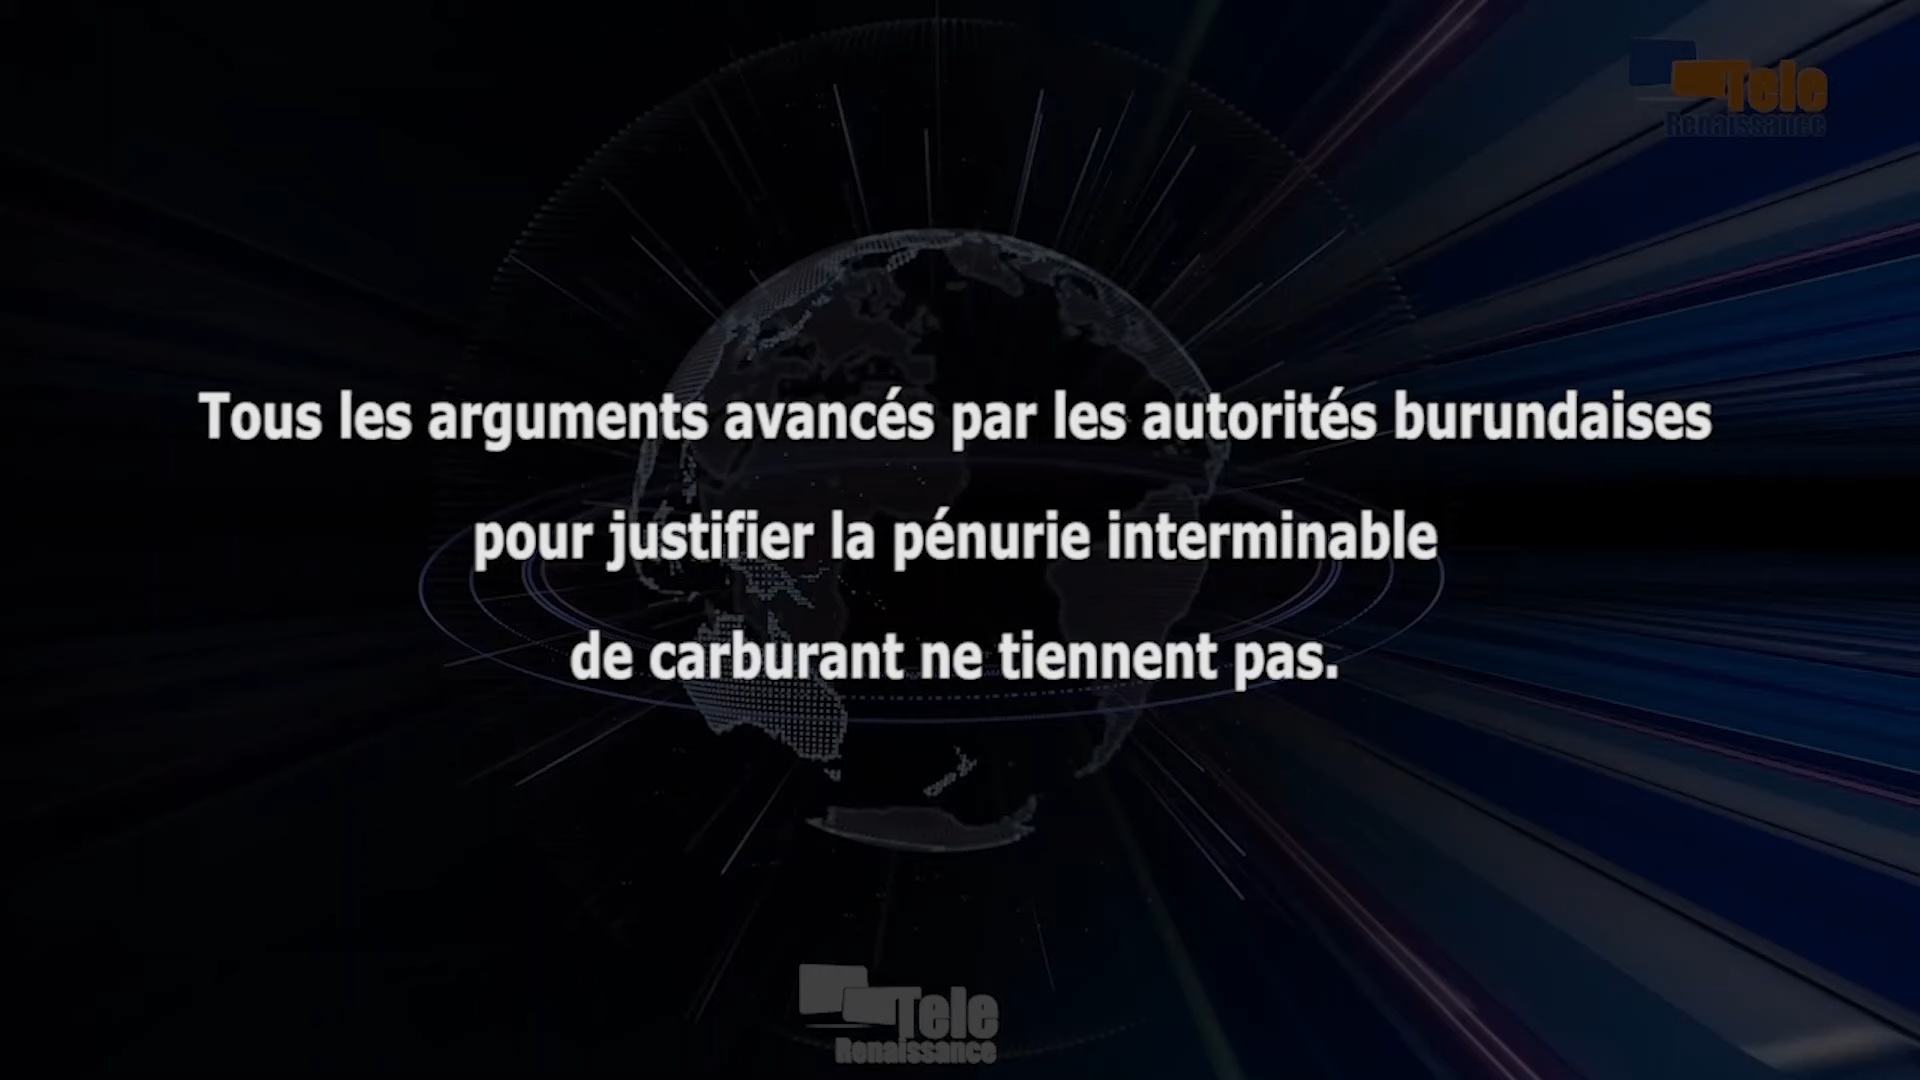 Tele
Renaissance
Tous les arguments avancés par les autorités burundaises
pour justifier la pénurie interminable
de carburant ne tiennent pas.
Tele
Renaissance